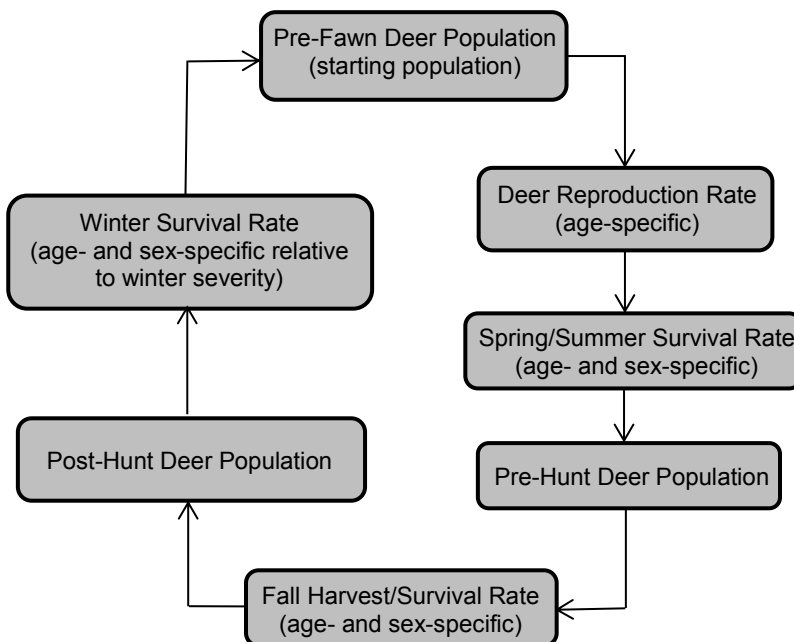 Pre-Fawn Deer Population
(starting population)
Deer Reproduction Rate
(age-specific)
Spring/Summer Survival Rate
(age- and sex-specific)
Pre-Hunt Deer Population
Fall Harvest/Survival Rate
(age- and sex-specific)
Post-Hunt Deer Population
Winter Survival Rate
(age- and sex-specific relative
to winter severity)